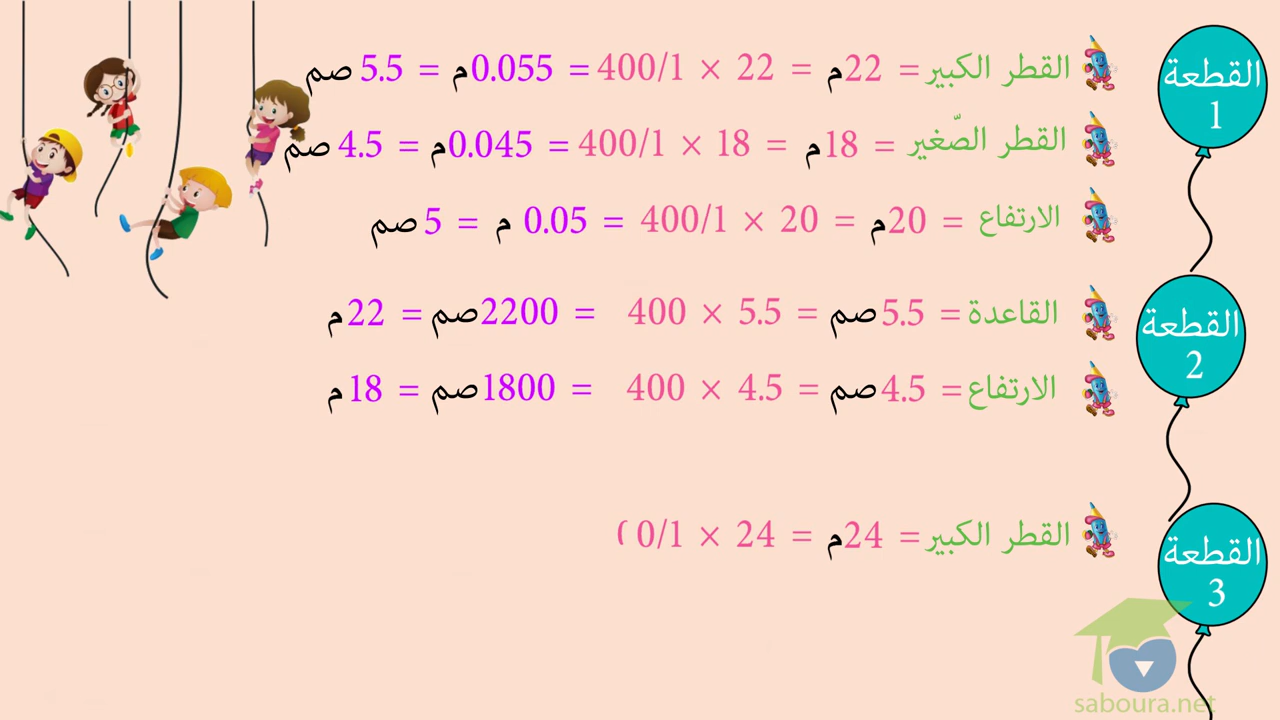 القطعة 1
القطر الكبير = 22م = 22 × 400/1 = 0.055م = 5.5 صم
القطر الصّغير = 18م = 18 × 400/1 = 0.045م = 4.5 صم
الارتفاع = 20م = 20 × 400/1 = 0.05 م = 5 صم
القطعة 2
القاعدة = 5.5صم = 5.5 × 400 = 2200صم = 22م
الارتفاع = 4.5صم = 4.5 × 400 = 1800صم = 18م
القطعة 3
القطر الكبير = 24م = 24 × 0/1
saboura.net